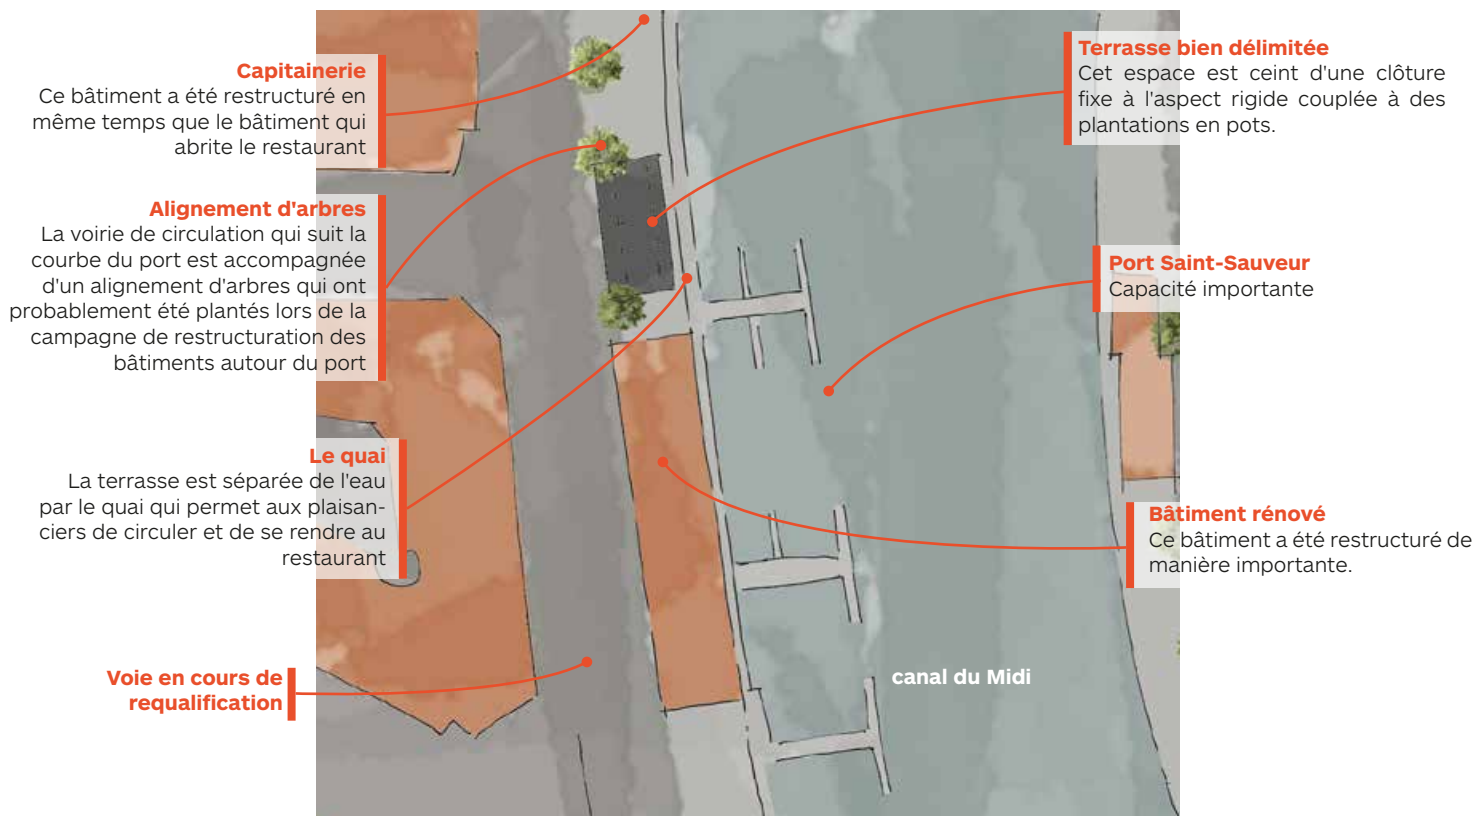 Capitainerie
Ce bâtiment a été restructuré en
même temps que le bâtiment qui
abrite le restaurant
Alignement d'arbres
La voirie de circulation qui suit la
courbe du port est accompagnée
d'un alignement d'arbres qui ont
probablement été plantés lors de la
campagne de restructuration des
bâtiments autour du port
Le quai
La terrasse est séparée de l'eau
par le quai qui permet aux plaisan-
ciers de circuler et de se rendre au
restaurant
Voie en cours de
requalification
Terrasse bien délimitée
Cet espace est ceint d'une clôture
fixe à l'aspect rigide couplée à des
plantations en pots.
Port Saint-Sauveur
Capacité importante
Bâtiment rénové
Ce bâtiment a été restructuré de
manière importante.
canal du Midi